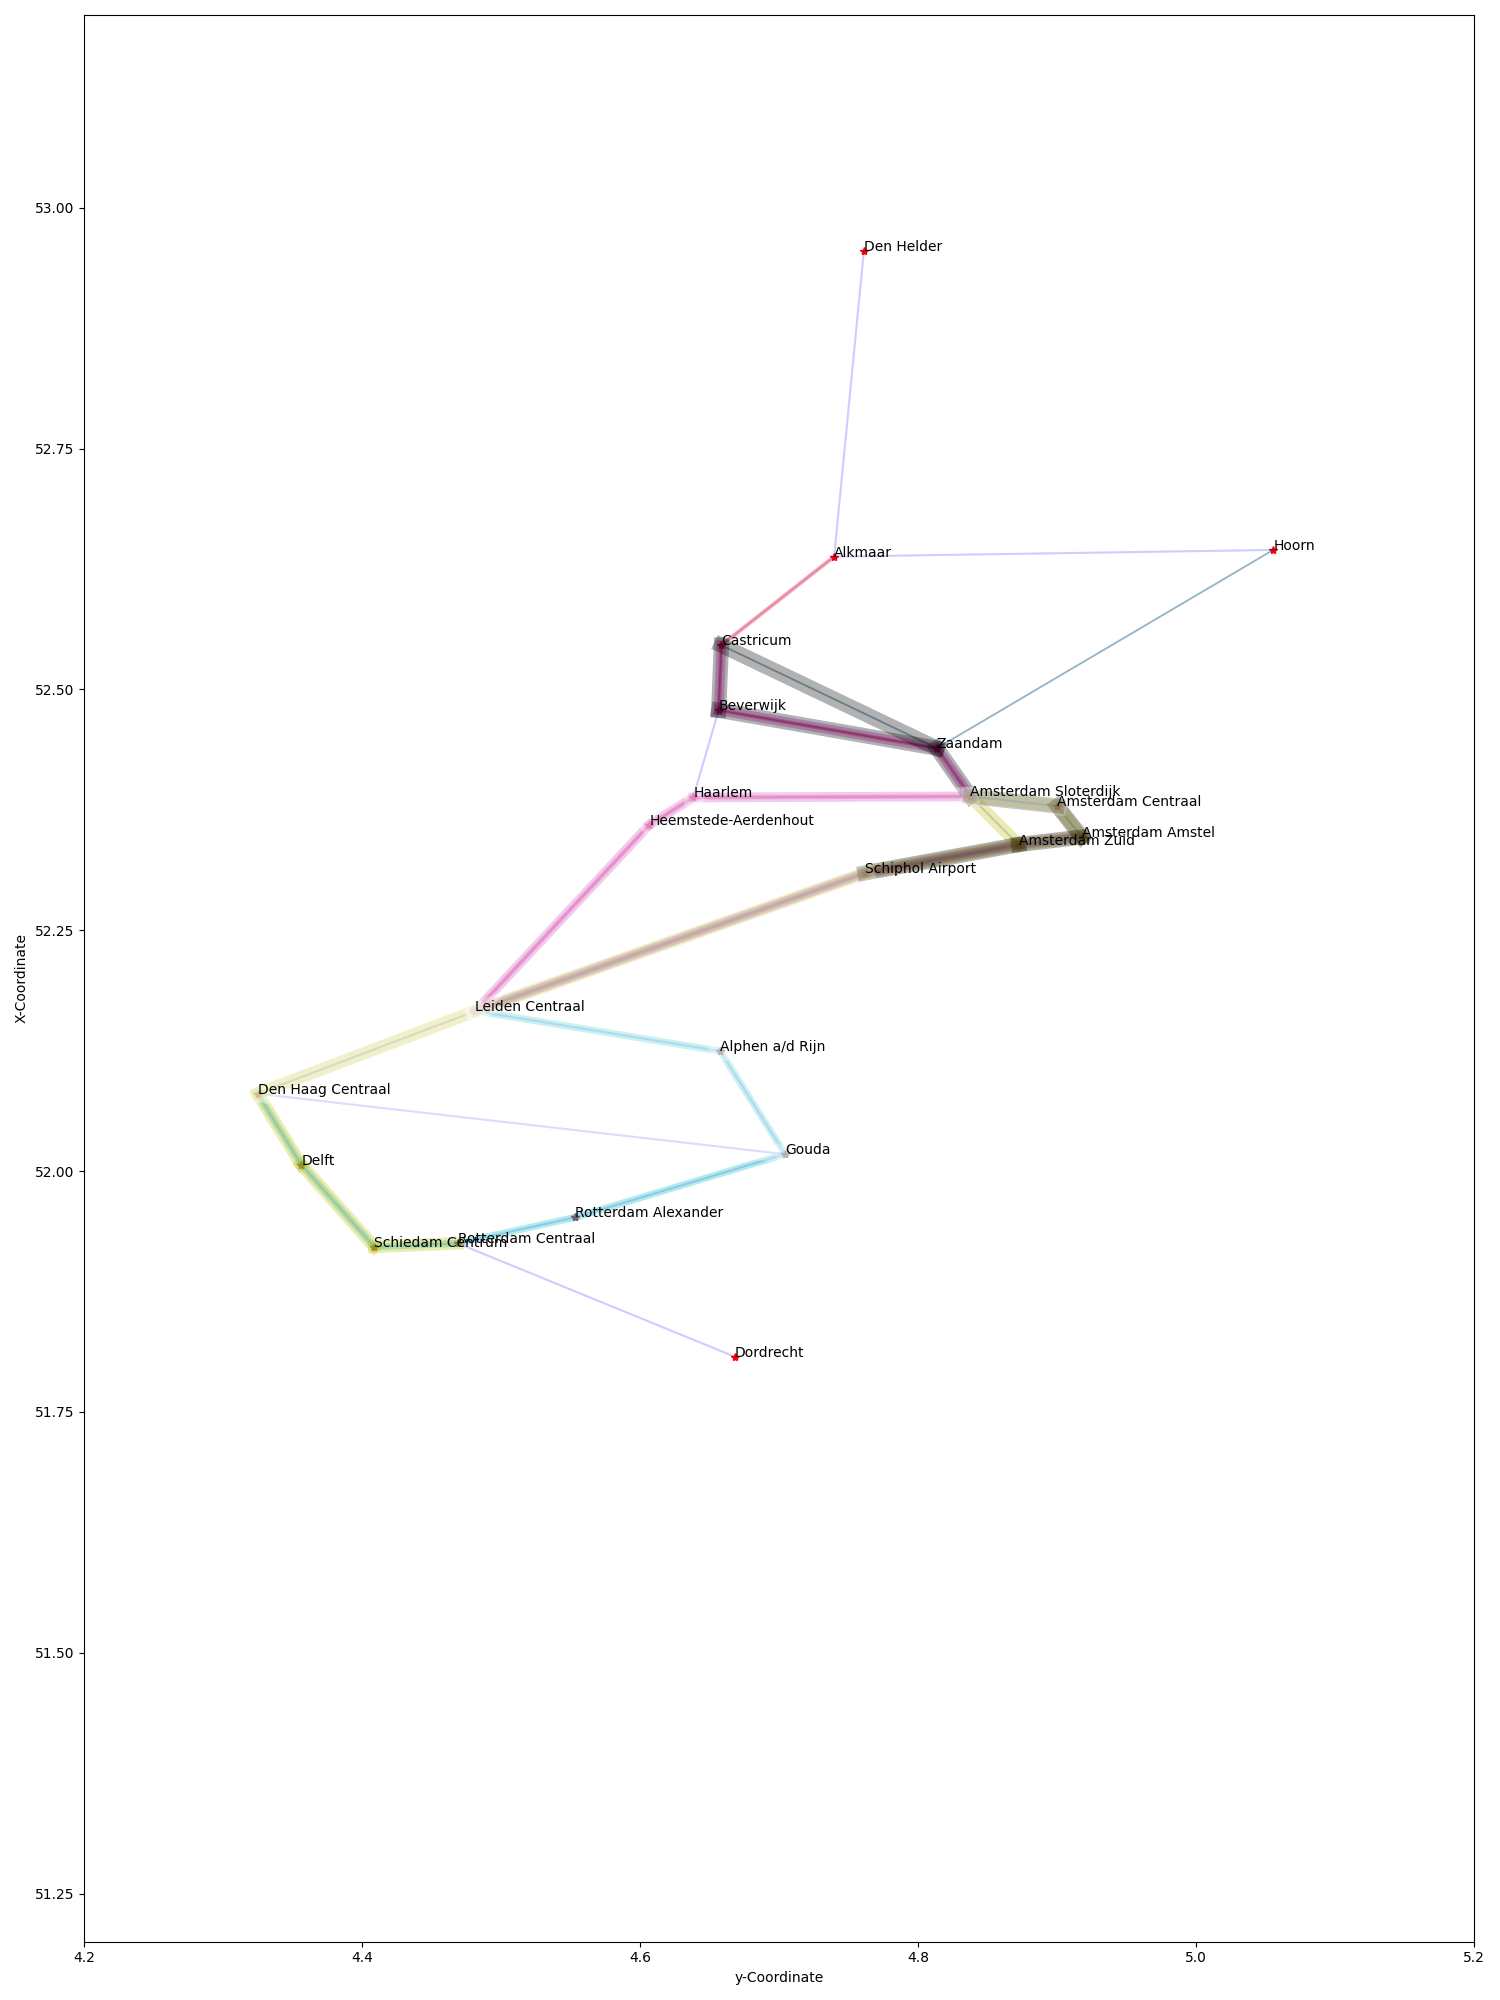 53.00
Den Helder
52.75
Alkmaar
Hoorn
Castricum
52.50
Beverwijk
Zaandam
Haarlem
Amsterdam Sloterdijk
Amsterdam Centraal
Heemstede-Aerdenhout
Amsterdam Amstel
Amsterdam Zuid
Schiphol Airport
52.25
X-Coordinate
Leiden Centraal
Alphen a/d Rijn
Den Haag Centraal
Gouda
Delft
52.00
Rotterdam Alexander
Rotterdam Centraal
Schiedam Centrum
Dordrecht
51.75
51.50
51.25
4.2 4.4 4.6 4.8 5.0 5.2
y-Coordinate